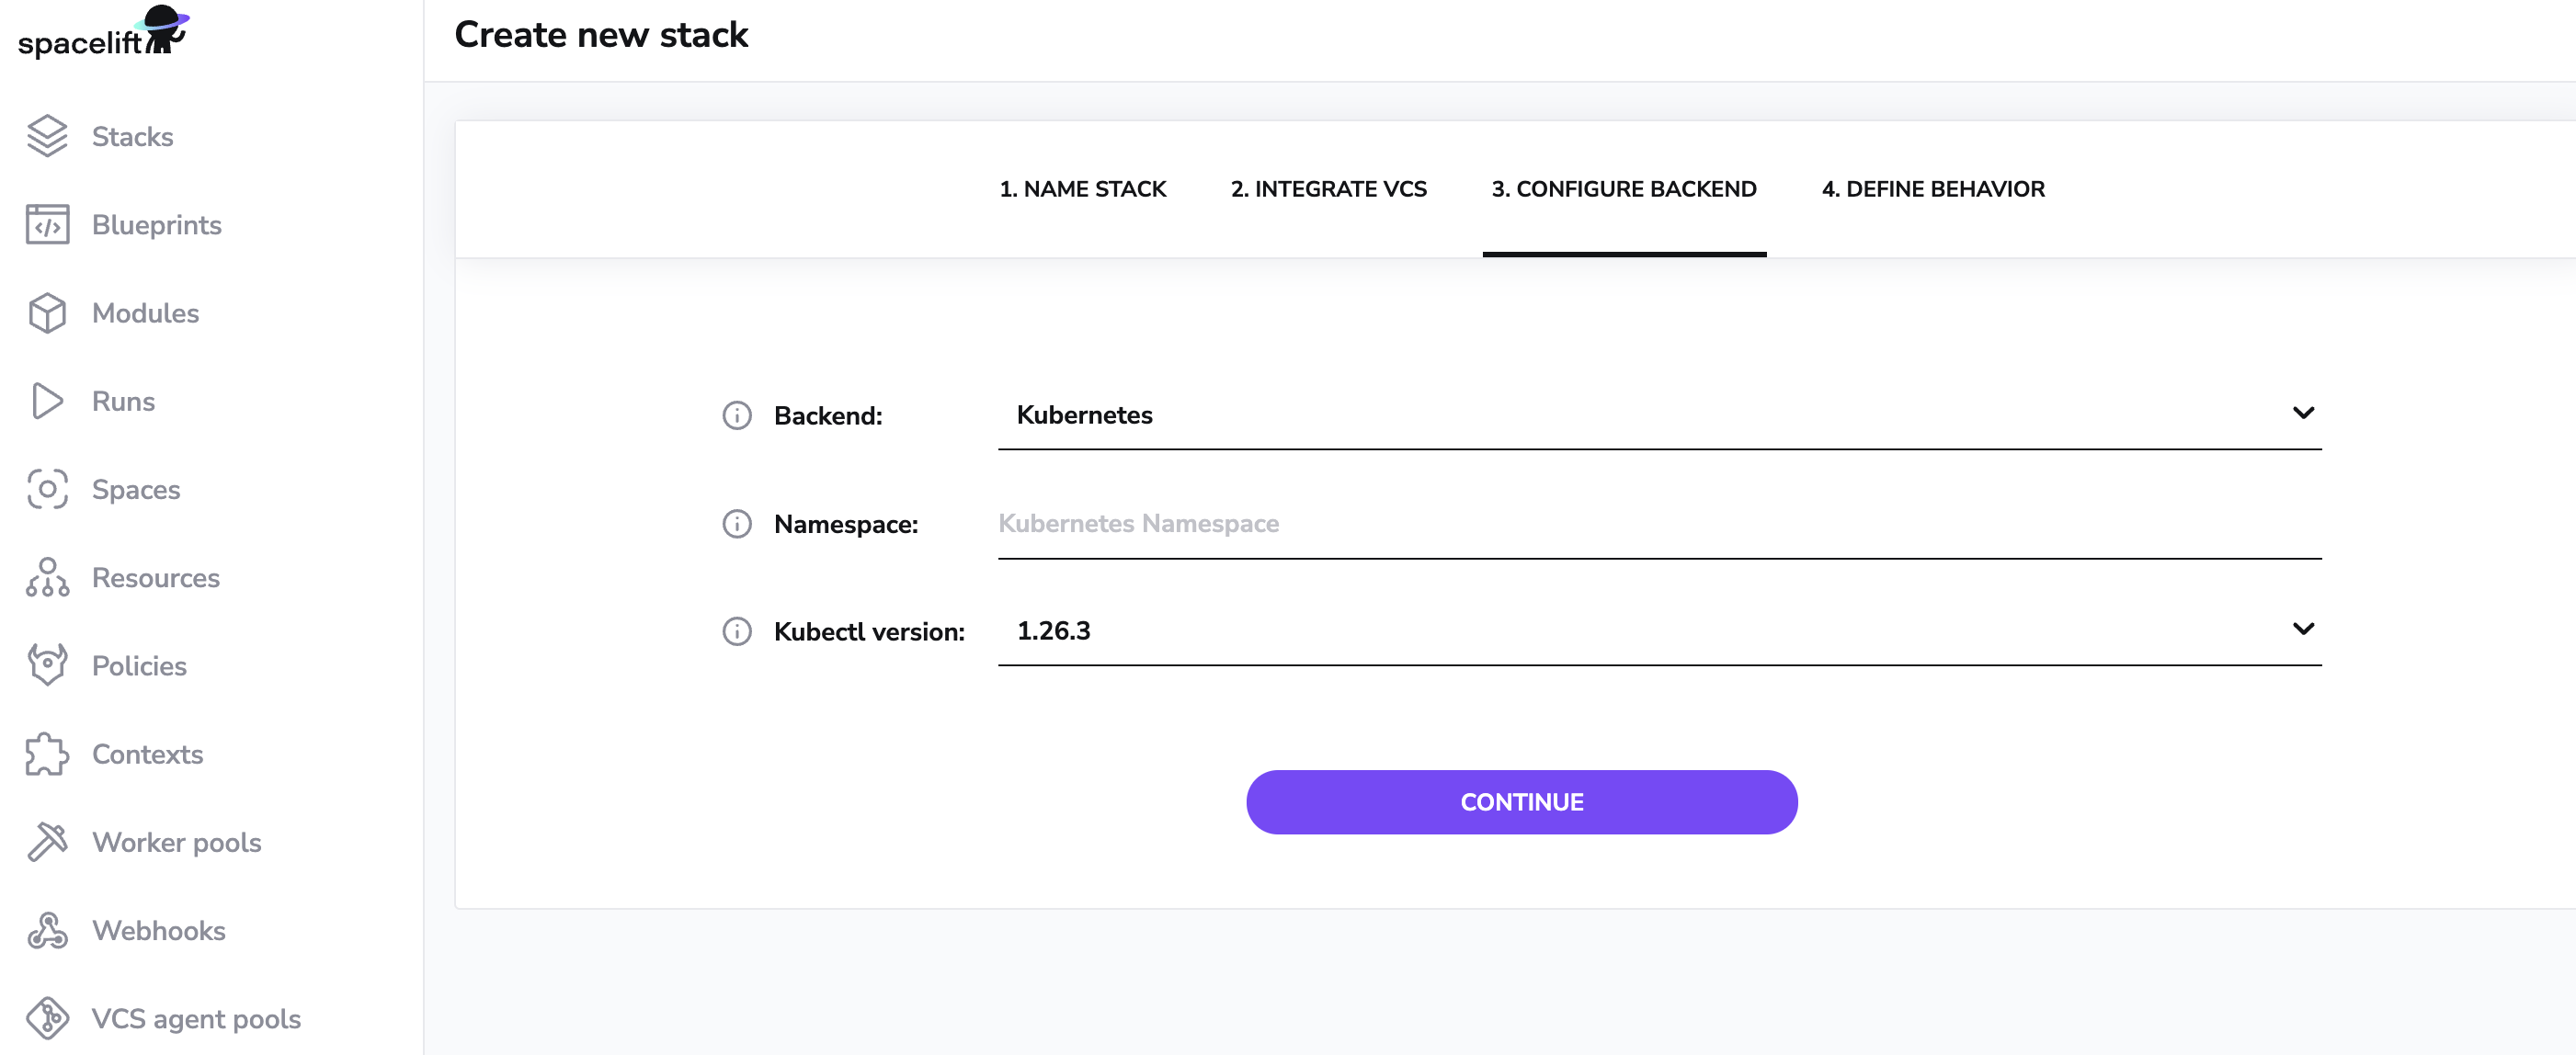 spacelift
Stacks
Blueprints
Modules
Runs
Spaces
Resources
Policies
Contexts
Worker pools
Webhooks
VCS agent pools
Create new stack
1. NAME STACK
2. INTEGRATE VCS
3. CONFIGURE BACKEND
4. DEFINE BEHAVIOR
Backend: Kubernetes
Namespace: Kubernetes Namespace
Kubectl version: 1.26.3
CONTINUE